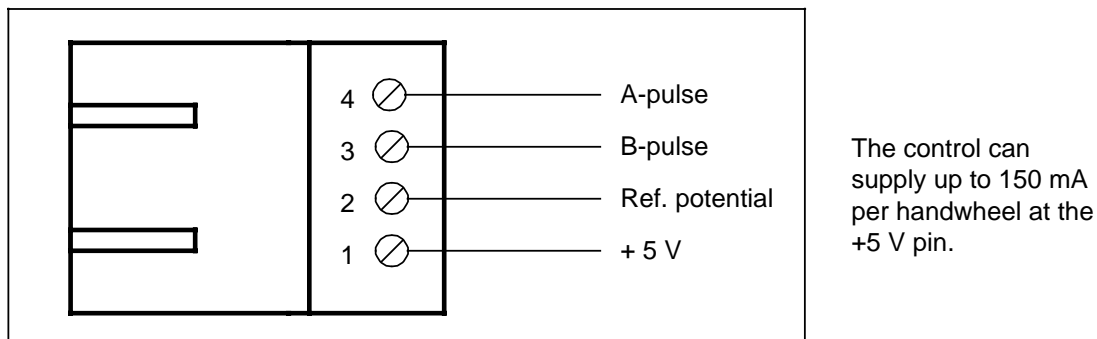 4 A-pulse
3 B-pulse
2 Ref. potential
1 + 5 V
The control can
supply up to 150 mA
per handwheel at the
+5 V pin.